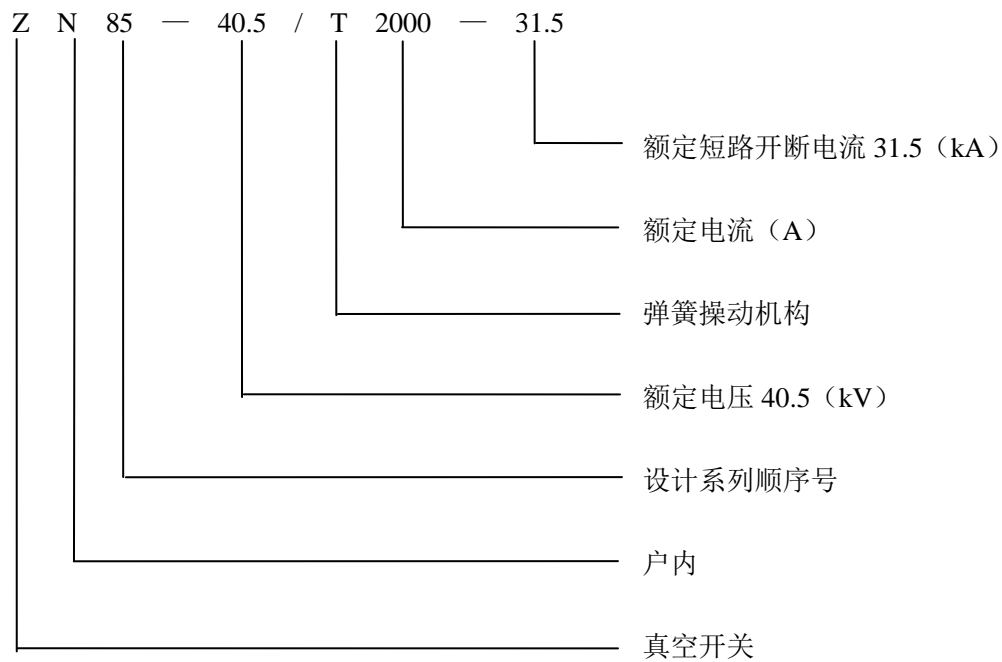 Z N 85 — 40.5 / T 2000 — 31.5
额定短路开断电流 31.5（kA）
额定电流（A）
弹簧操动机构
额定电压 40.5（kV）
设计系列顺序号
户内
真空开关